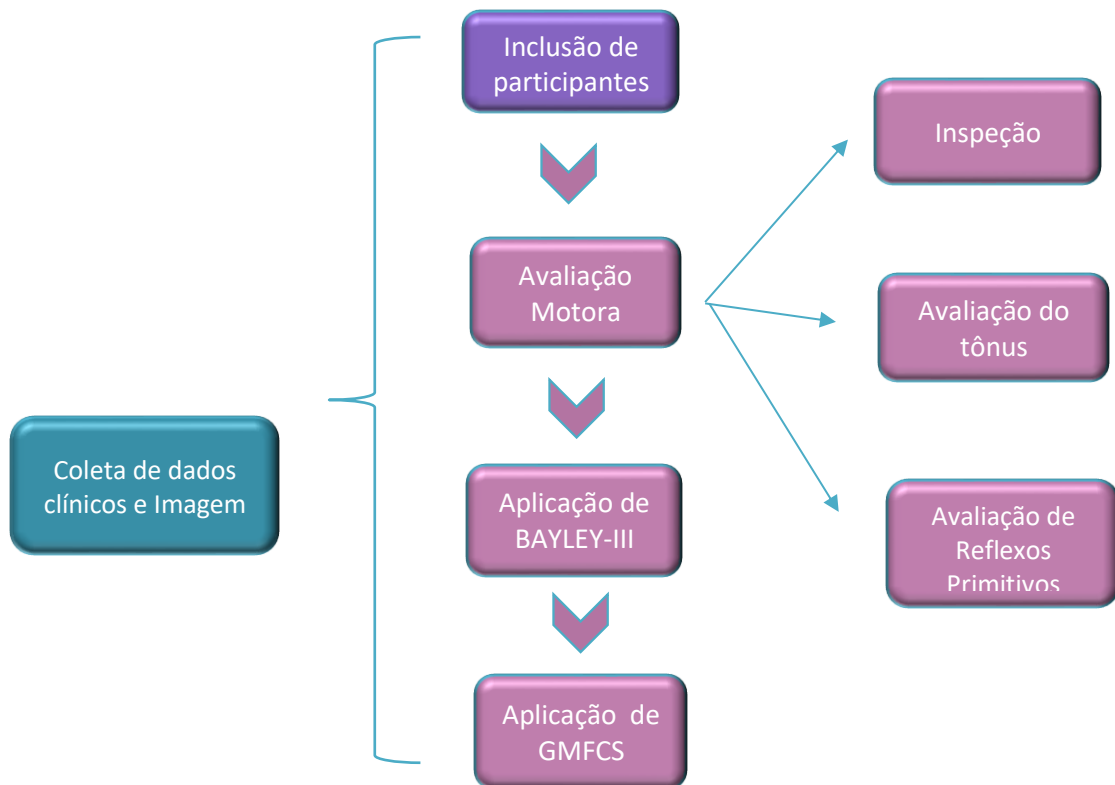 Inclusão de
participantes
Inspeção
Avaliação
Motora
Avaliação do
tônus
Coleta de dados
clínicos e Imagem
Aplicação de
BAYLEY-III
Avaliação de
Reflexos
Primitivos
Aplicação de
GMFCS